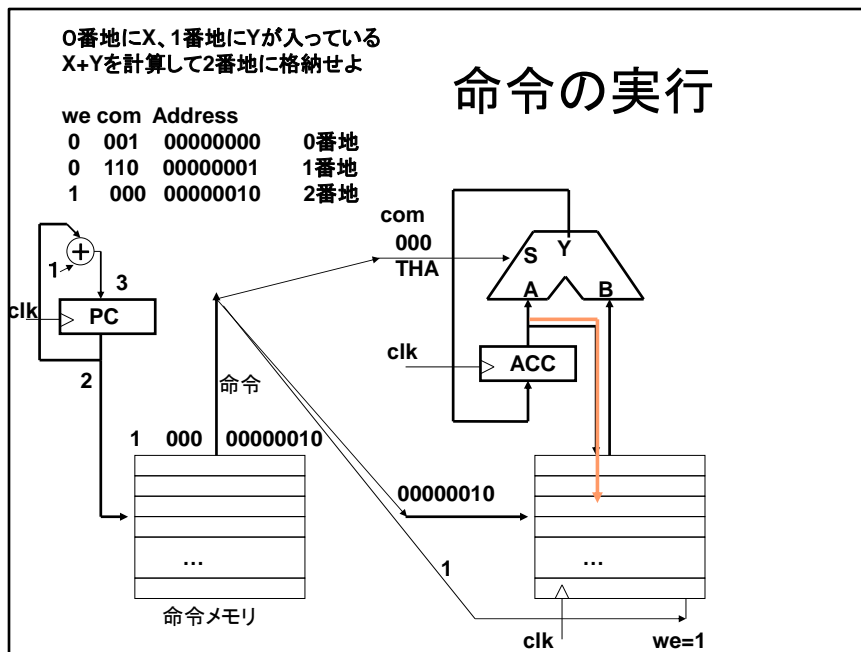 0番地にX、1番地にYが入っている
X+Yを計算して2番地に格納せよ
命令の実行
we com Address
0 001 00000000 0番地
0 110 00000001 1番地
1 000 00000010 2番地
com
000
THA
S Y
A B
+
1
3
clk
PC
2
clk
ACC
命令
1 000 00000010
00000010
...
...
1
命令メモリ
clk
we=1